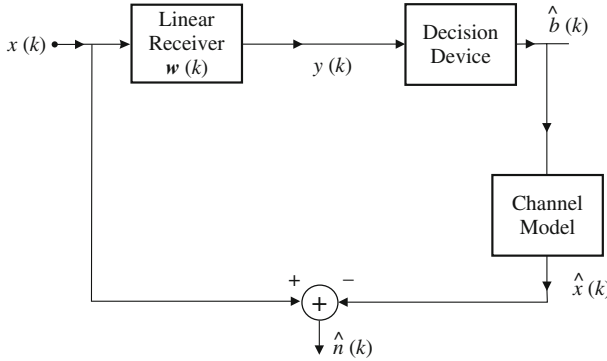 x (k)
Linear
Receiver
w (k)
y (k)
Decision
Device
b̂ (k)
Channel
Model
x̂ (k)
+
−
+
n̂ (k)